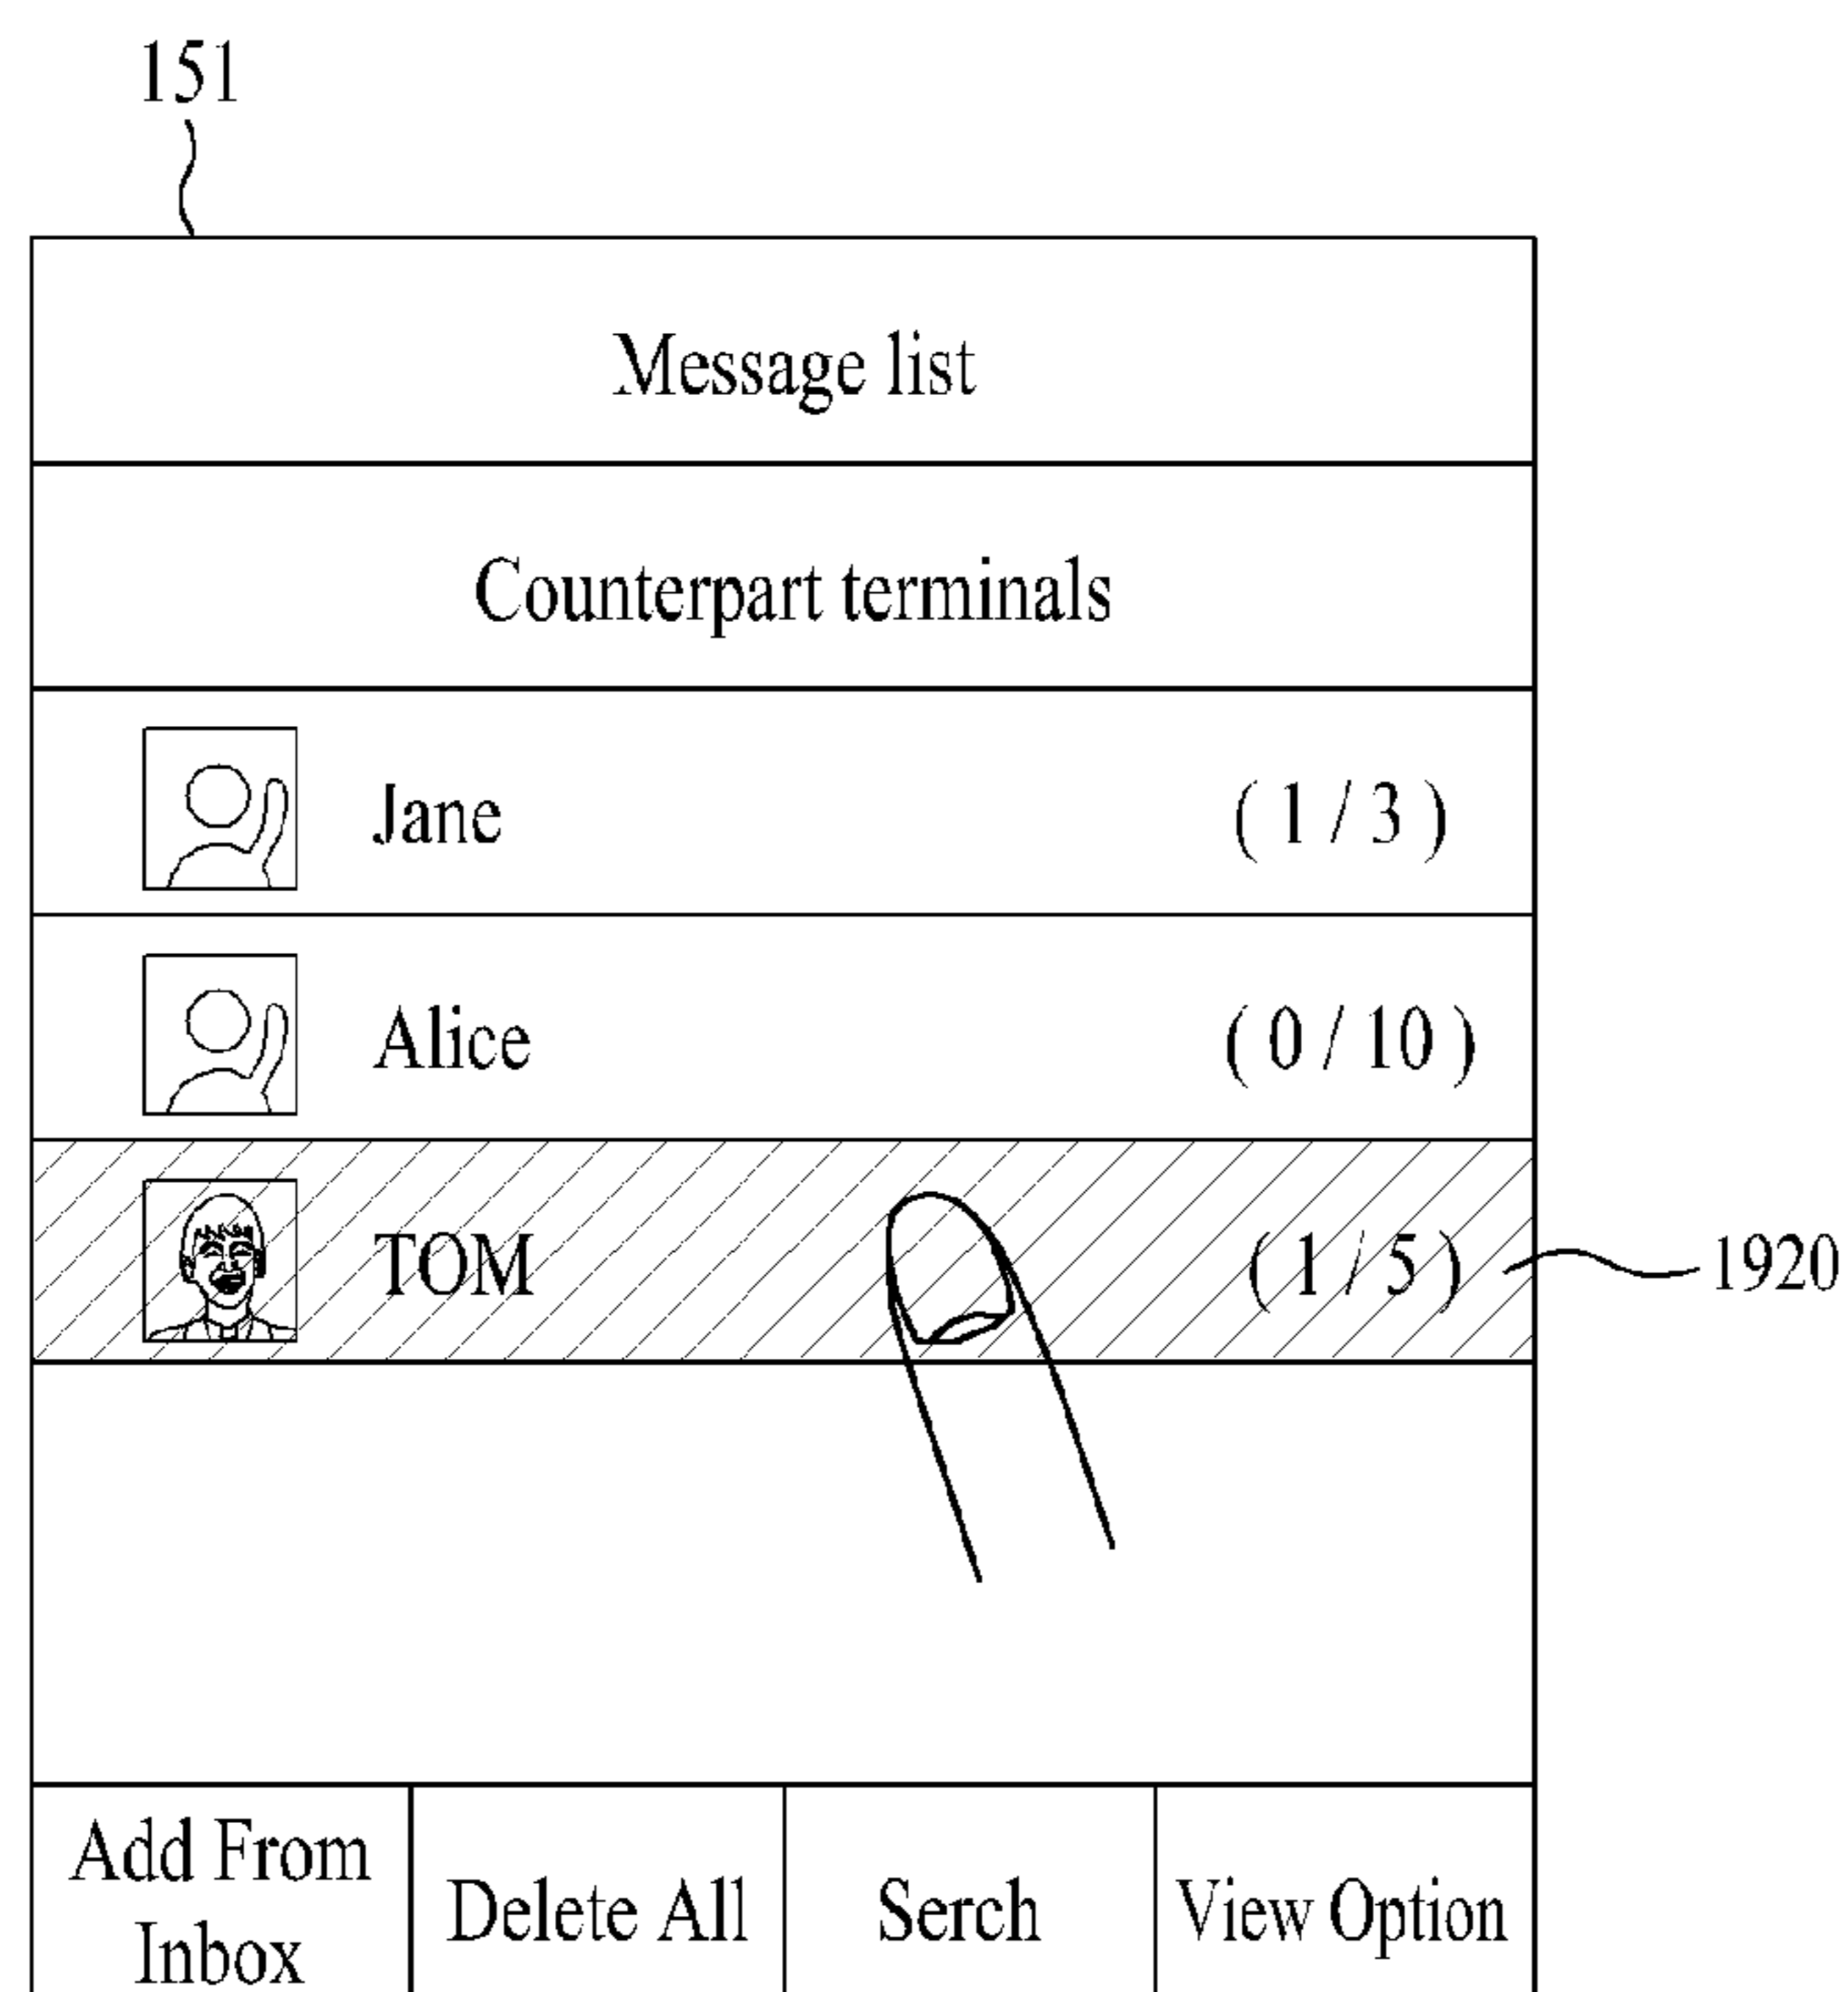 151
Message list
Counterpart terminals
Jane ( 1 / 3 )
Alice ( 0 / 10 )
TOM ( 1 / 5 ) 1920
Add From
Inbox
Delete All
Serch
View Option